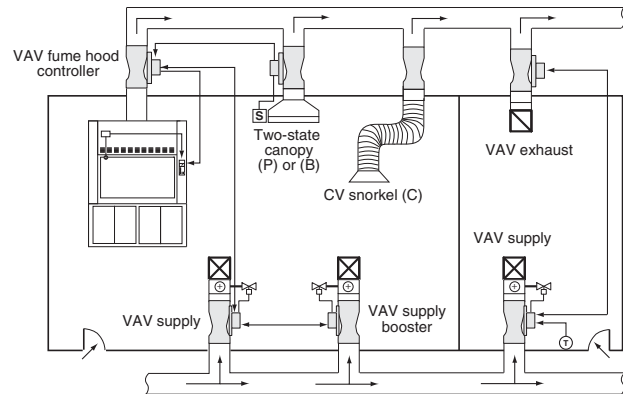 VAV fume hood
controller
S
Two-state
canopy
(P) or (B)
CV snorkel (C)
VAV exhaust
VAV supply
VAV supply
VAV supply
booster
T